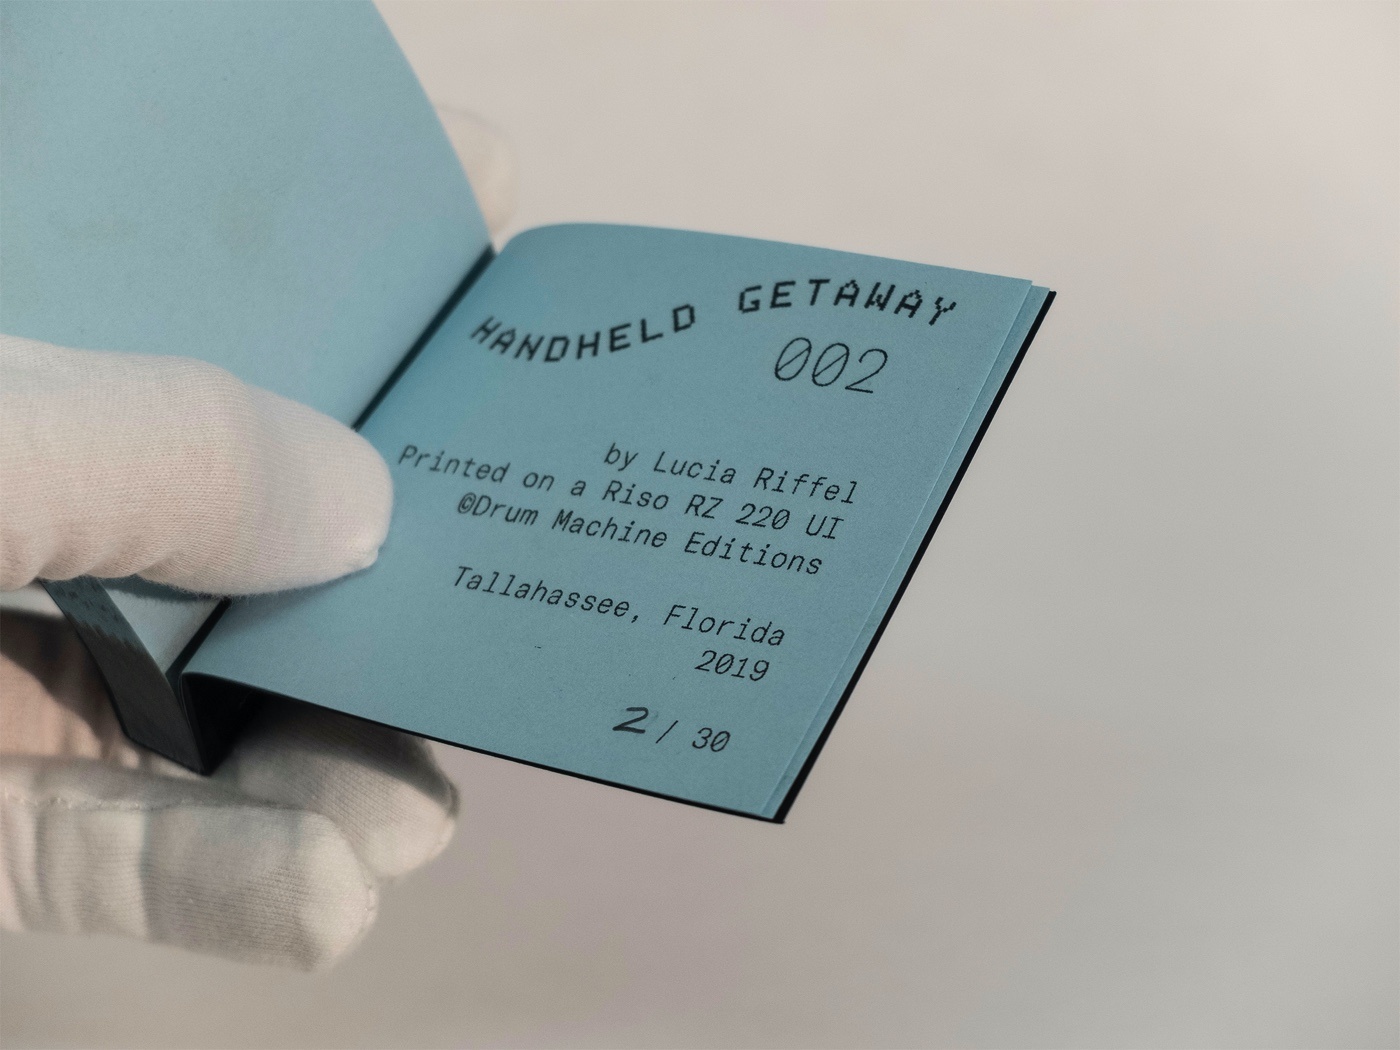 HANDHELD GETAWAY
002
by Lucia Riffel
Printed on a Riso RZ 220 UI
©Drum Machine Editions
Tallahassee, Florida
2019
2 / 30